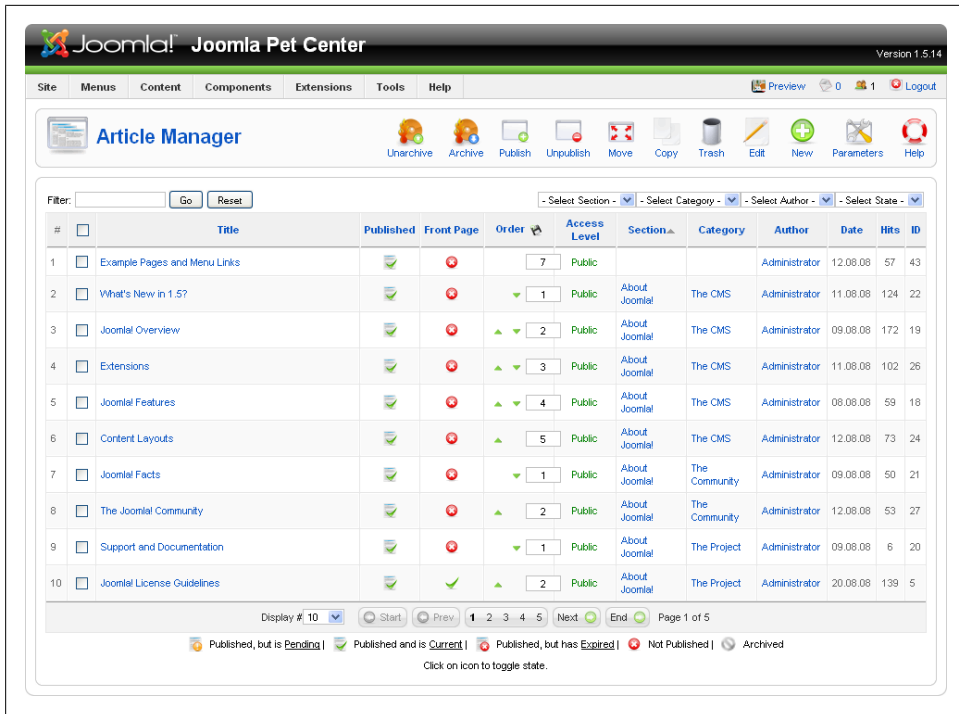 Joomla! Joomla Pet Center
Version 1.5.14
Site Menus Content Components Extensions Tools Help Preview 0 1 Logout
Article Manager
Unarchive Archive Publish Unpublish Move Copy Trash Edit New Parameters Help
Filter: Go Reset - Select Section - - Select Category - - Select Author - - Select State -
# Title Published Front Page Order Access Level Section Category Author Date Hits ID
1 Example Pages and Menu Links 7 Public Administrator 12.08.08 57 43
2 What's New in 1.5? 1 Public About Joomla! The CMS Administrator 11.08.08 124 22
3 Joomla! Overview 2 Public About Joomla! The CMS Administrator 09.08.08 172 19
4 Extensions 3 Public About Joomla! The CMS Administrator 11.08.08 102 26
5 Joomla! Features 4 Public About Joomla! The CMS Administrator 08.08.08 59 18
6 Content Layouts 5 Public About Joomla! The CMS Administrator 12.08.08 73 24
7 Joomla! Facts 1 Public About Joomla! The Community Administrator 09.08.08 50 21
8 The Joomla! Community 2 Public About Joomla! The Community Administrator 12.08.08 53 27
9 Support and Documentation 1 Public About Joomla! The Project Administrator 09.08.08 6 20
10 Joomla! License Guidelines 2 Public About Joomla! The Project Administrator 20.08.08 139 5
Display # 10 Start Prev 1 2 3 4 5 Next End Page 1 of 5
Published, but is Pending | Published and is Current | Published, but has Expired | Not Published | Archived
Click on icon to toggle state.